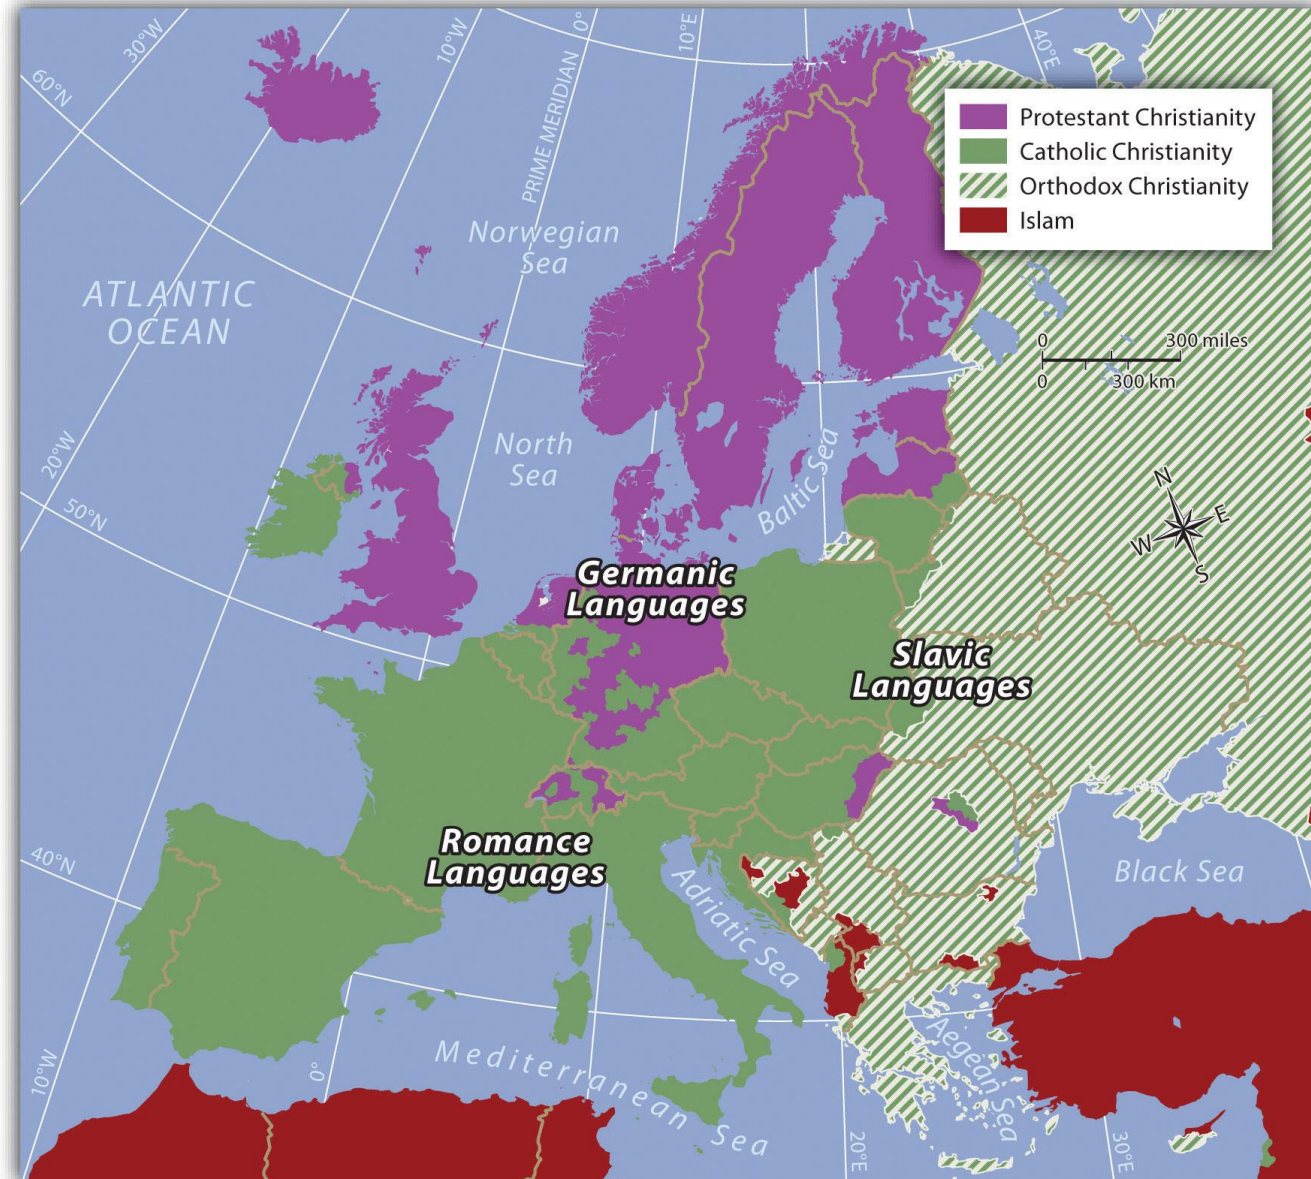 30°W
10°W
0°
10°E
40°E
60°N
PRIME MERIDIAN
Protestant Christianity
Catholic Christianity
Orthodox Christianity
Islam
Norwegian
Sea
ATLANTIC
OCEAN
0 300 miles
0 300 km
20°W
North
Sea
Baltic Sea
N
E
W
S
50°N
Germanic
Languages
Slavic
Languages
Romance
Languages
40°N
Adriatic Sea
Black Sea
Mediterranean Sea
Aegean Sea
10°W
0°
20°E
30°E